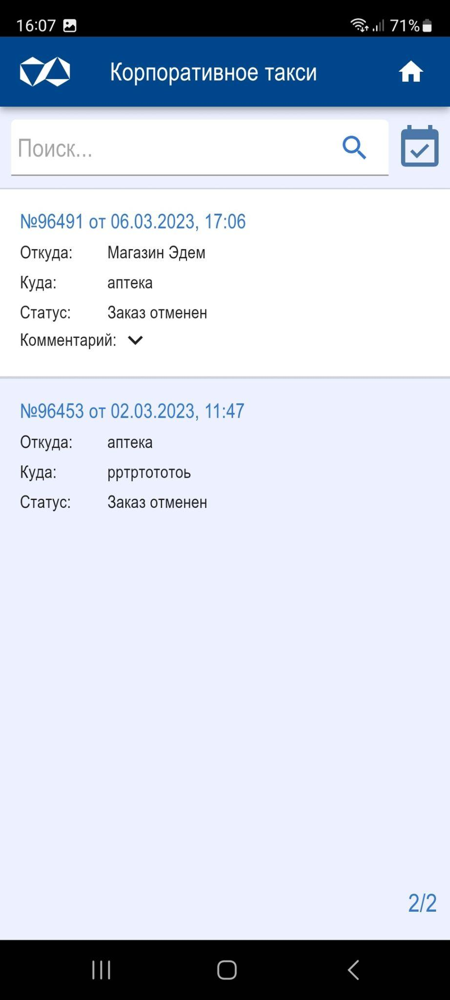 16:07
71%
Корпоративное такси
Поиск...
№96491 от 06.03.2023, 17:06
Откуда: Магазин Эдем
Куда: аптека
Статус: Заказ отменен
Комментарий:
№96453 от 02.03.2023, 11:47
Откуда: аптека
Куда: рртртототоь
Статус: Заказ отменен
2/2